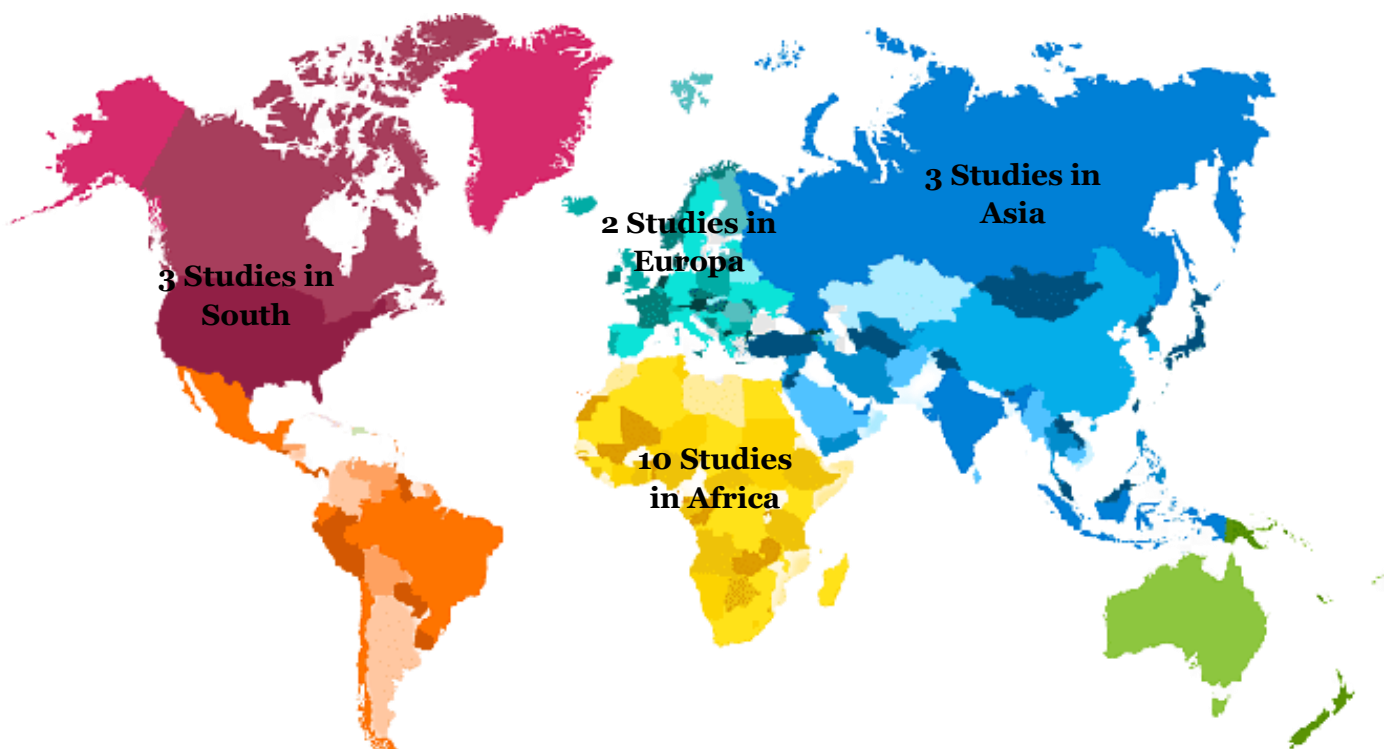 3 Studies in
South
2 Studies in
Europa
3 Studies in
Asia
10 Studies
in Africa